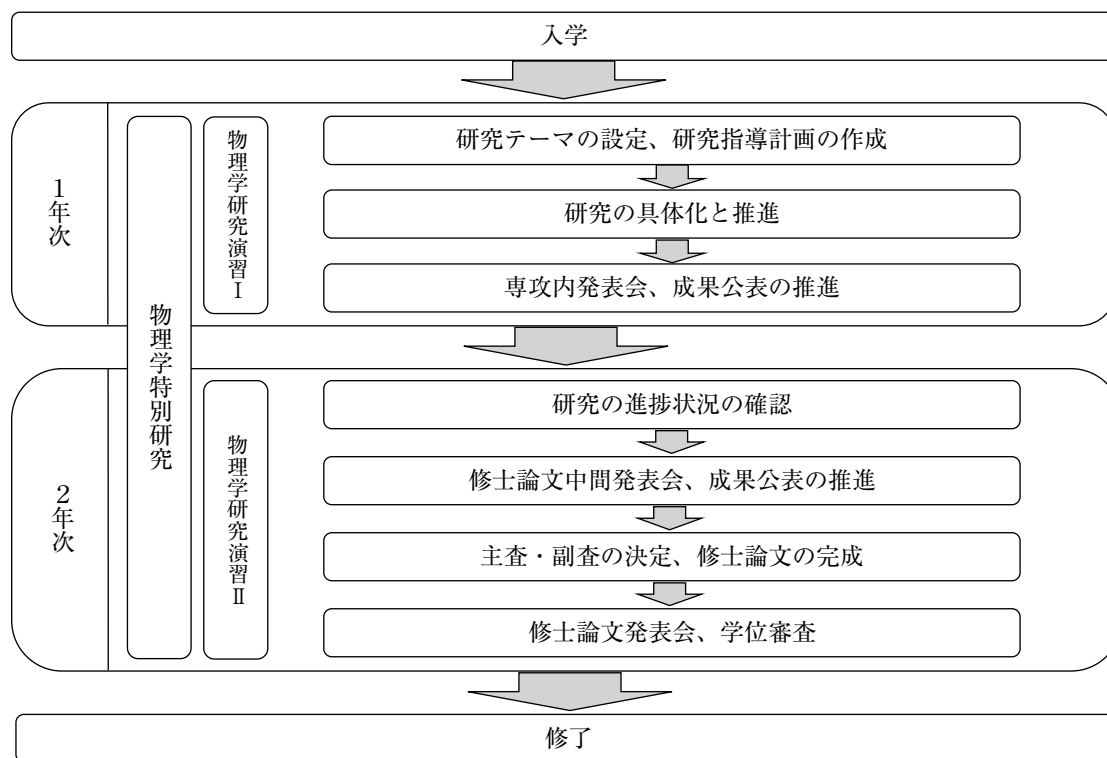 入学
1年次
物理学特別研究
物理学研究演習Ⅰ
研究テーマの設定、研究指導計画の作成
研究の具体化と推進
専攻内発表会、成果公表の推進
2年次
物理学研究演習Ⅱ
研究の進捗状況の確認
修士論文中間発表会、成果公表の推進
主査・副査の決定、修士論文の完成
修士論文発表会、学位審査
修了